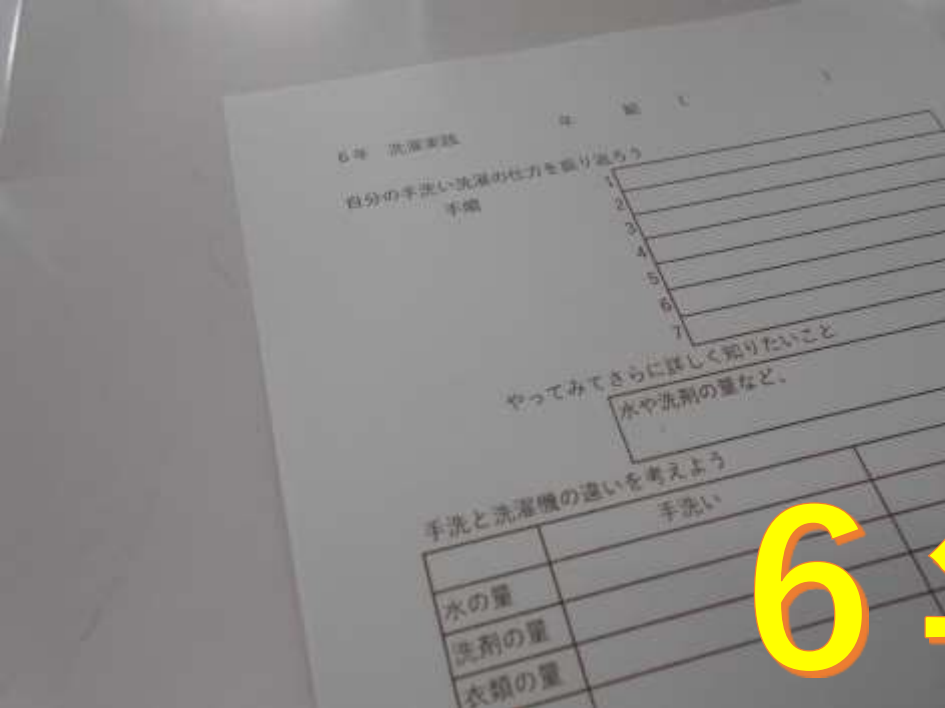 6年 洗濯実践
年 組 ( )
自分の手洗い洗濯の仕方を振り返ろう
手順
1
2
3
4
5
6
7
やってみてさらに詳しく知りたいこと
水や洗剤の量など、
手洗と洗濯機の違いを考えよう
手洗い
水の量
洗剤の量
衣類の量
6